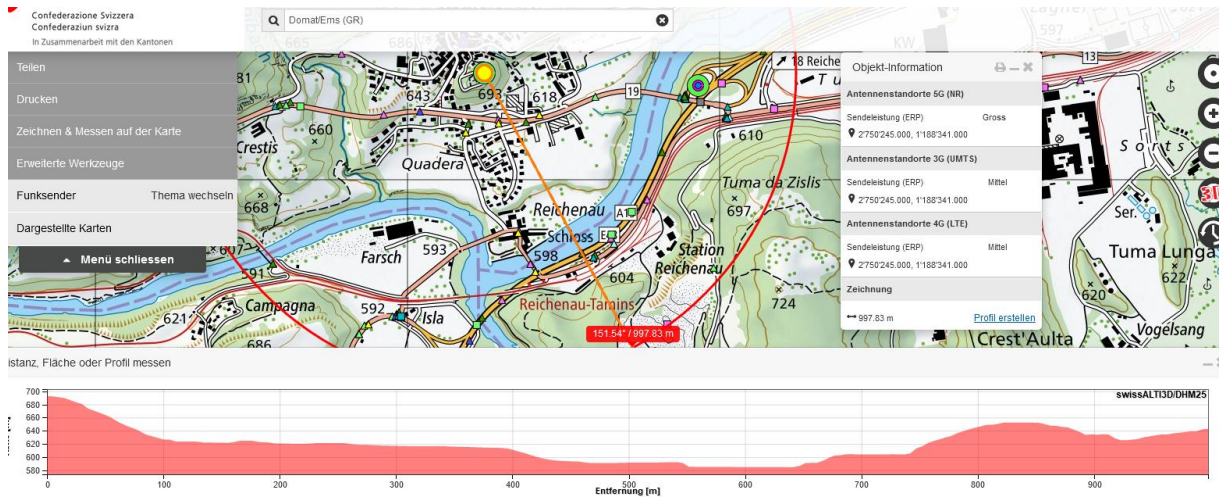 Confederazione Svizzera
Confederaziun svizra
In Zusammenarbeit mit den Kantonen
Domat/Ems (GR)
Teilen
Drucken
Zeichnen & Messen auf der Karte
Erweiterte Werkzeuge
Funksender Thema wechseln
Dargestellte Karten
Menü schliessen
665
686
KW
597
13
18 Reiche
81
643
69
618
19
660
Crestis
610
Quadera
Tuma da Zislis
697
668
Reichenau
A1
Schloss
E4
607
593
598
Farsch
Station
Reichenau
604
591
724
Campagna
592
Isla
Reichenau-Tamins
621
686
151.54° / 997.83 m
Sorts
Ser.
Tuma Lunga
622
620
Vogelsang
Crest'Aulta
Objekt-Information
Antennenstandorte 5G (NR)
Sendeleistung (ERP) Gross
2'750'245.000, 1'188'341.000
Antennenstandorte 3G (UMTS)
Sendeleistung (ERP) Mittel
2'750'245.000, 1'188'341.000
Antennenstandorte 4G (LTE)
Sendeleistung (ERP) Mittel
2'750'245.000, 1'188'341.000
Zeichnung
997.83 m Profil erstellen
istanz, Fläche oder Profil messen
swissALTI3D/DHM25
700
680
660
640
620
600
580
0 100 200 300 400 500 600 700 800 900
Entfernung [m]